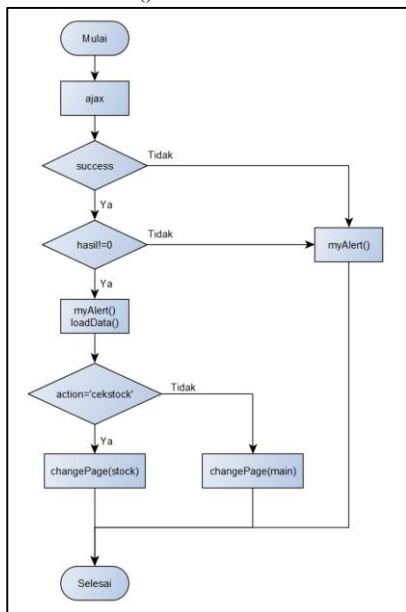 ()
Mulai
ajax
success
Tidak
Ya
hasil!=0
Tidak
myAlert()
Ya
myAlert()
loadData()
action='cekstock'
Tidak
Ya
changePage(stock)
changePage(main)
Selesai